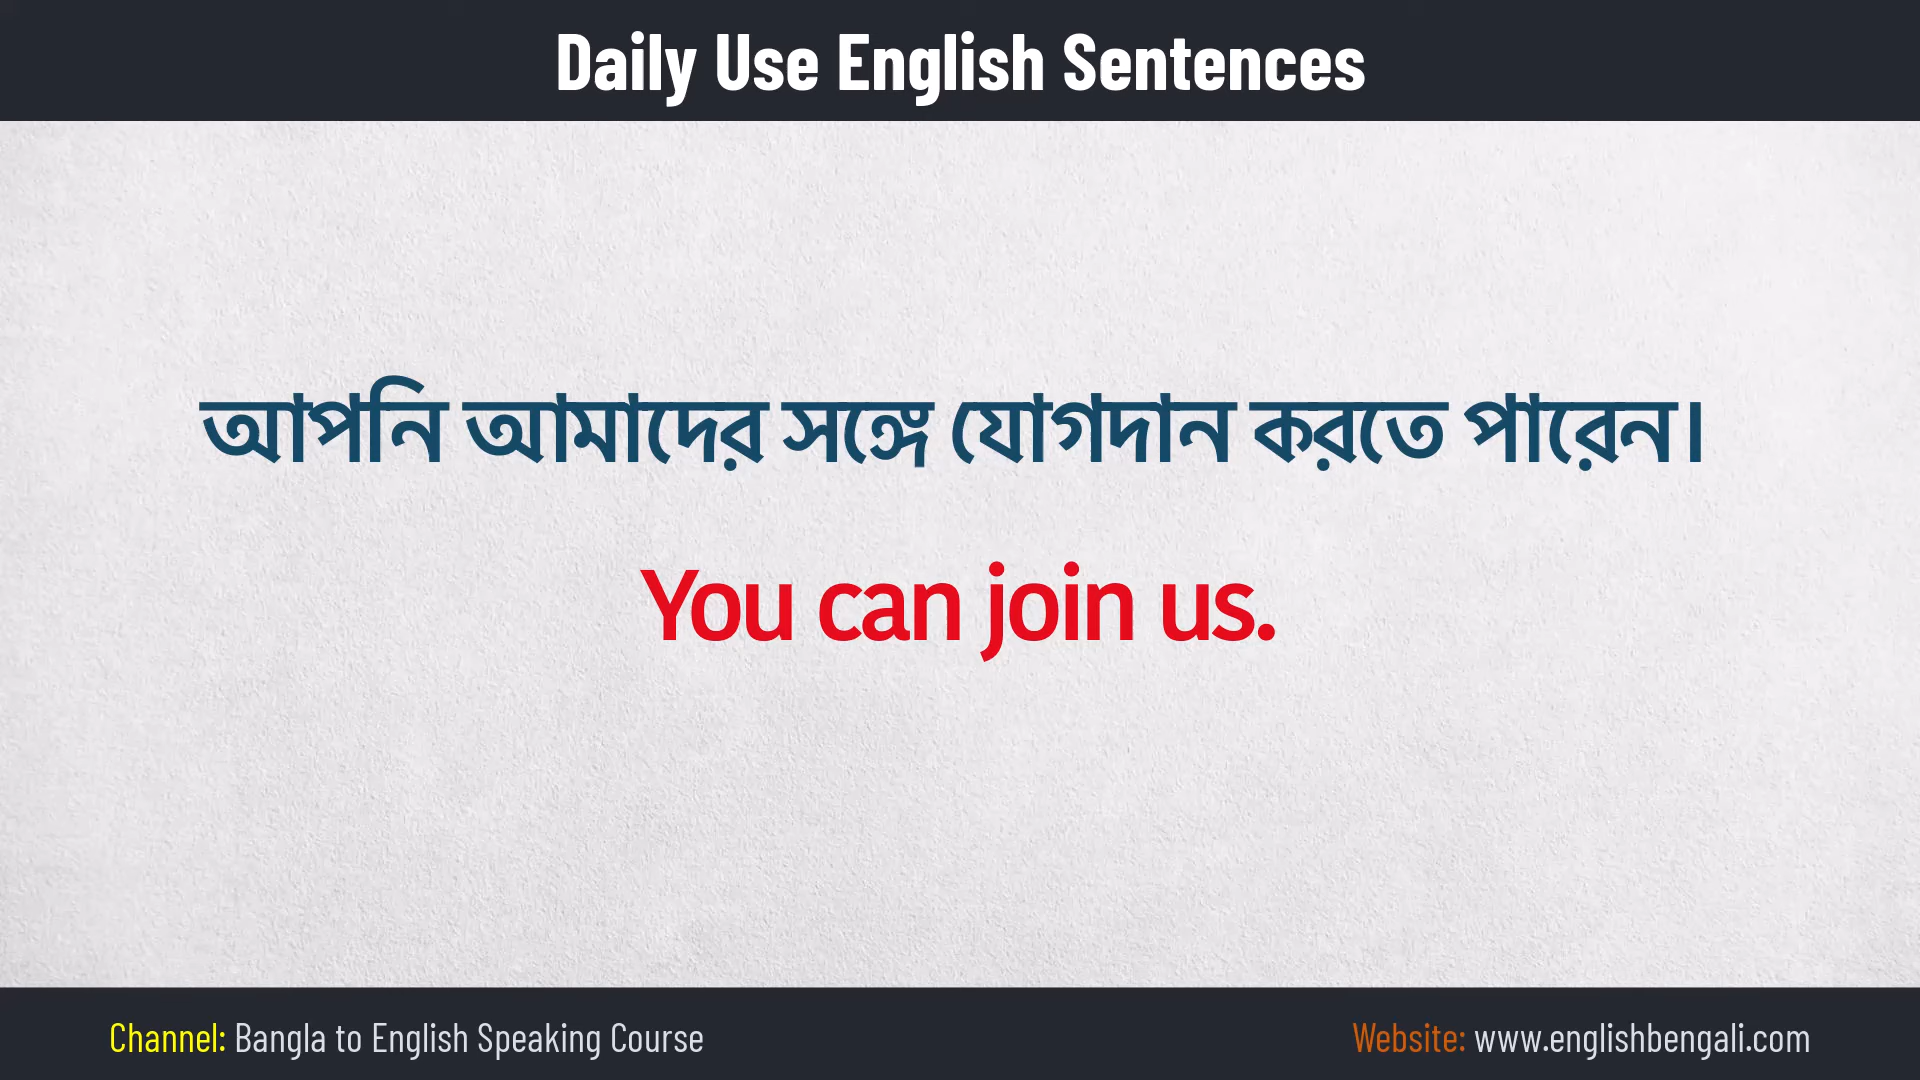 Daily Use English Sentences
আপনি আমাদের সঙ্গে যোগদান করতে পারেন।
You can join us.
Channel: Bangla to English Speaking Course
Website: www.englishbengali.com